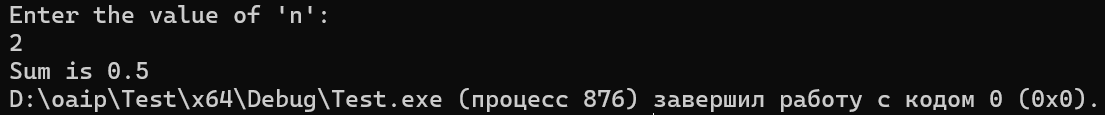 Enter the value of 'n':
2
Sum is 0.5
D:\oaip\Test\x64\Debug\Test.exe (процесс 876) завершил работу с кодом 0 (0x0).